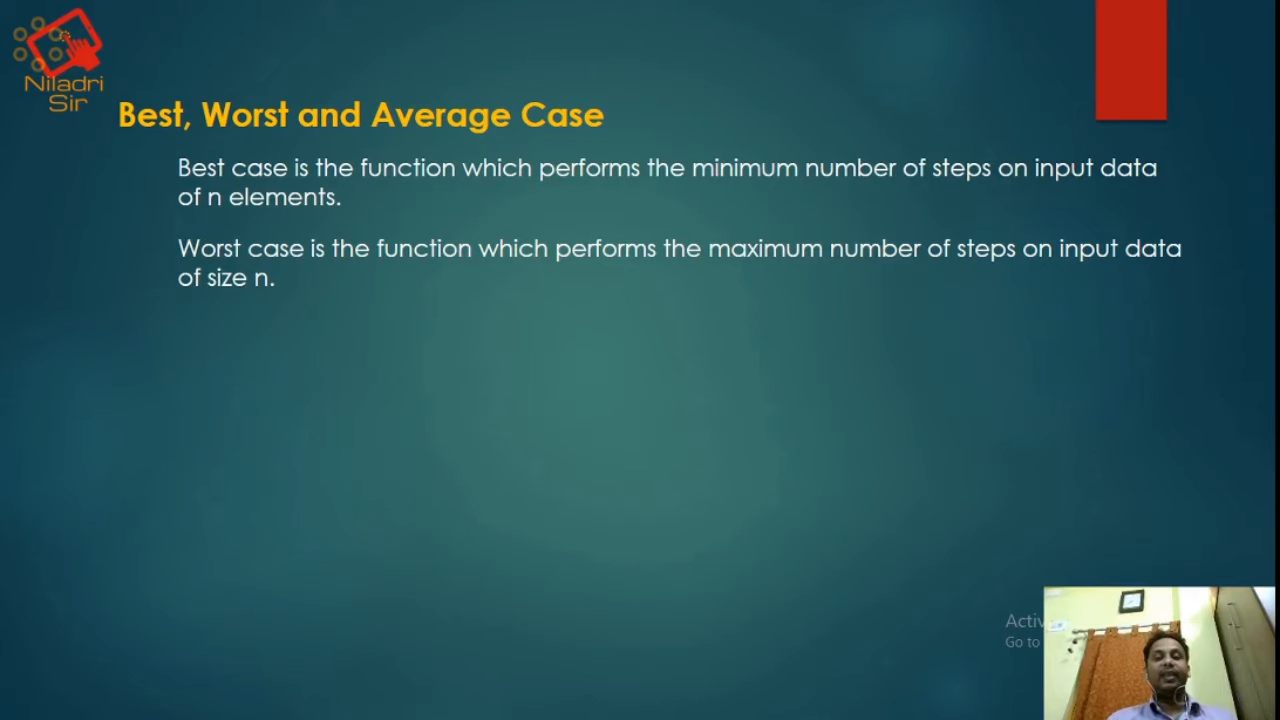 Niladri
Sir
Best, Worst and Average Case
Best case is the function which performs the minimum number of steps on input data
of n elements.
Worst case is the function which performs the maximum number of steps on input data
of size n.
Go to